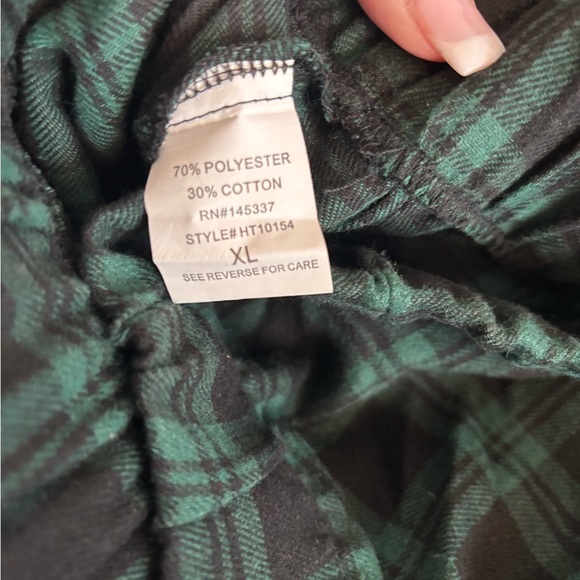 70% POLYESTER
30% COTTON
RN#145337
STYLE# HT10154
XL
SEE REVERSE FOR CARE